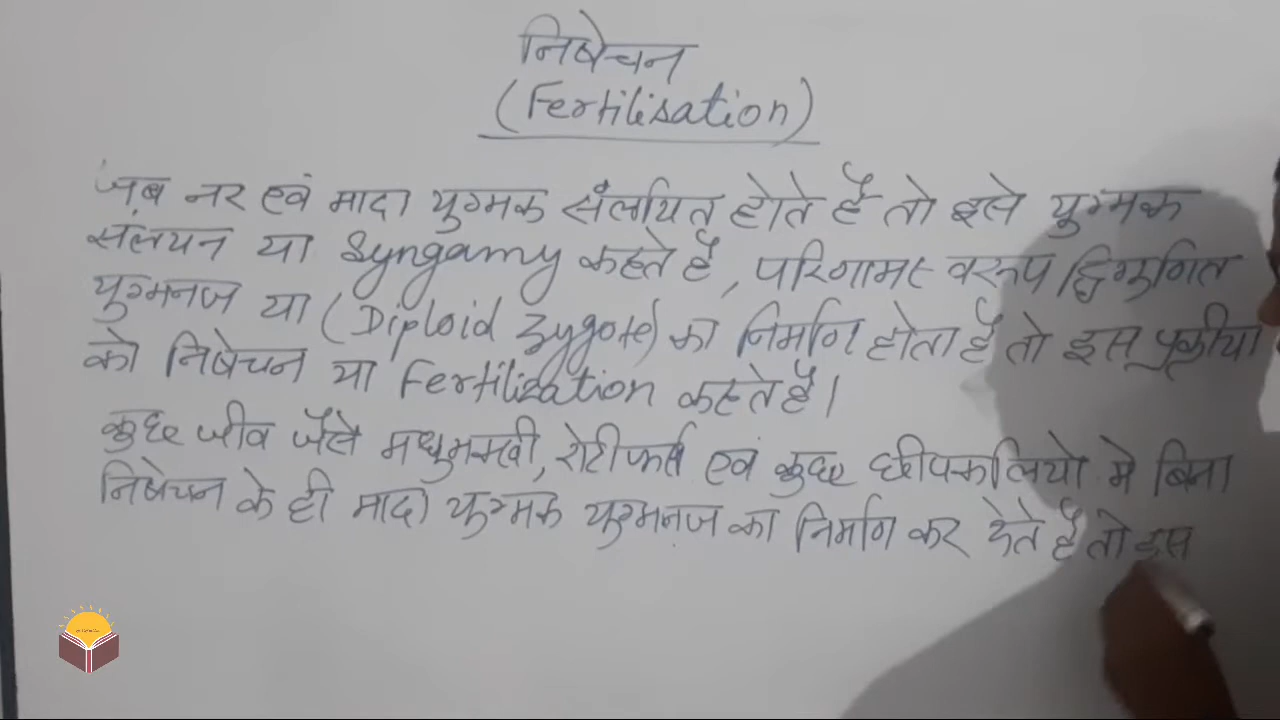 निषेचन
(Fertilisation)
जब नर एवं मादा युग्मक संलयित होते है तो इसे युग्मक
संलयन या Syngamy कहते है, परिणामस्वरूप द्विगुणित
युग्मनज या (Diploid Zygote) का निर्माण होता है तो इस प्रक्रीया
को निषेचन या Fertilization कहते है।
कुछ जीव जैसे मधुमक्खी, रोटीफर्स एवं कुछ छीपकलियो मे बिना
निषेचन के ही मादा युग्मक युग्मनज का निर्माण कर देते है तो इस